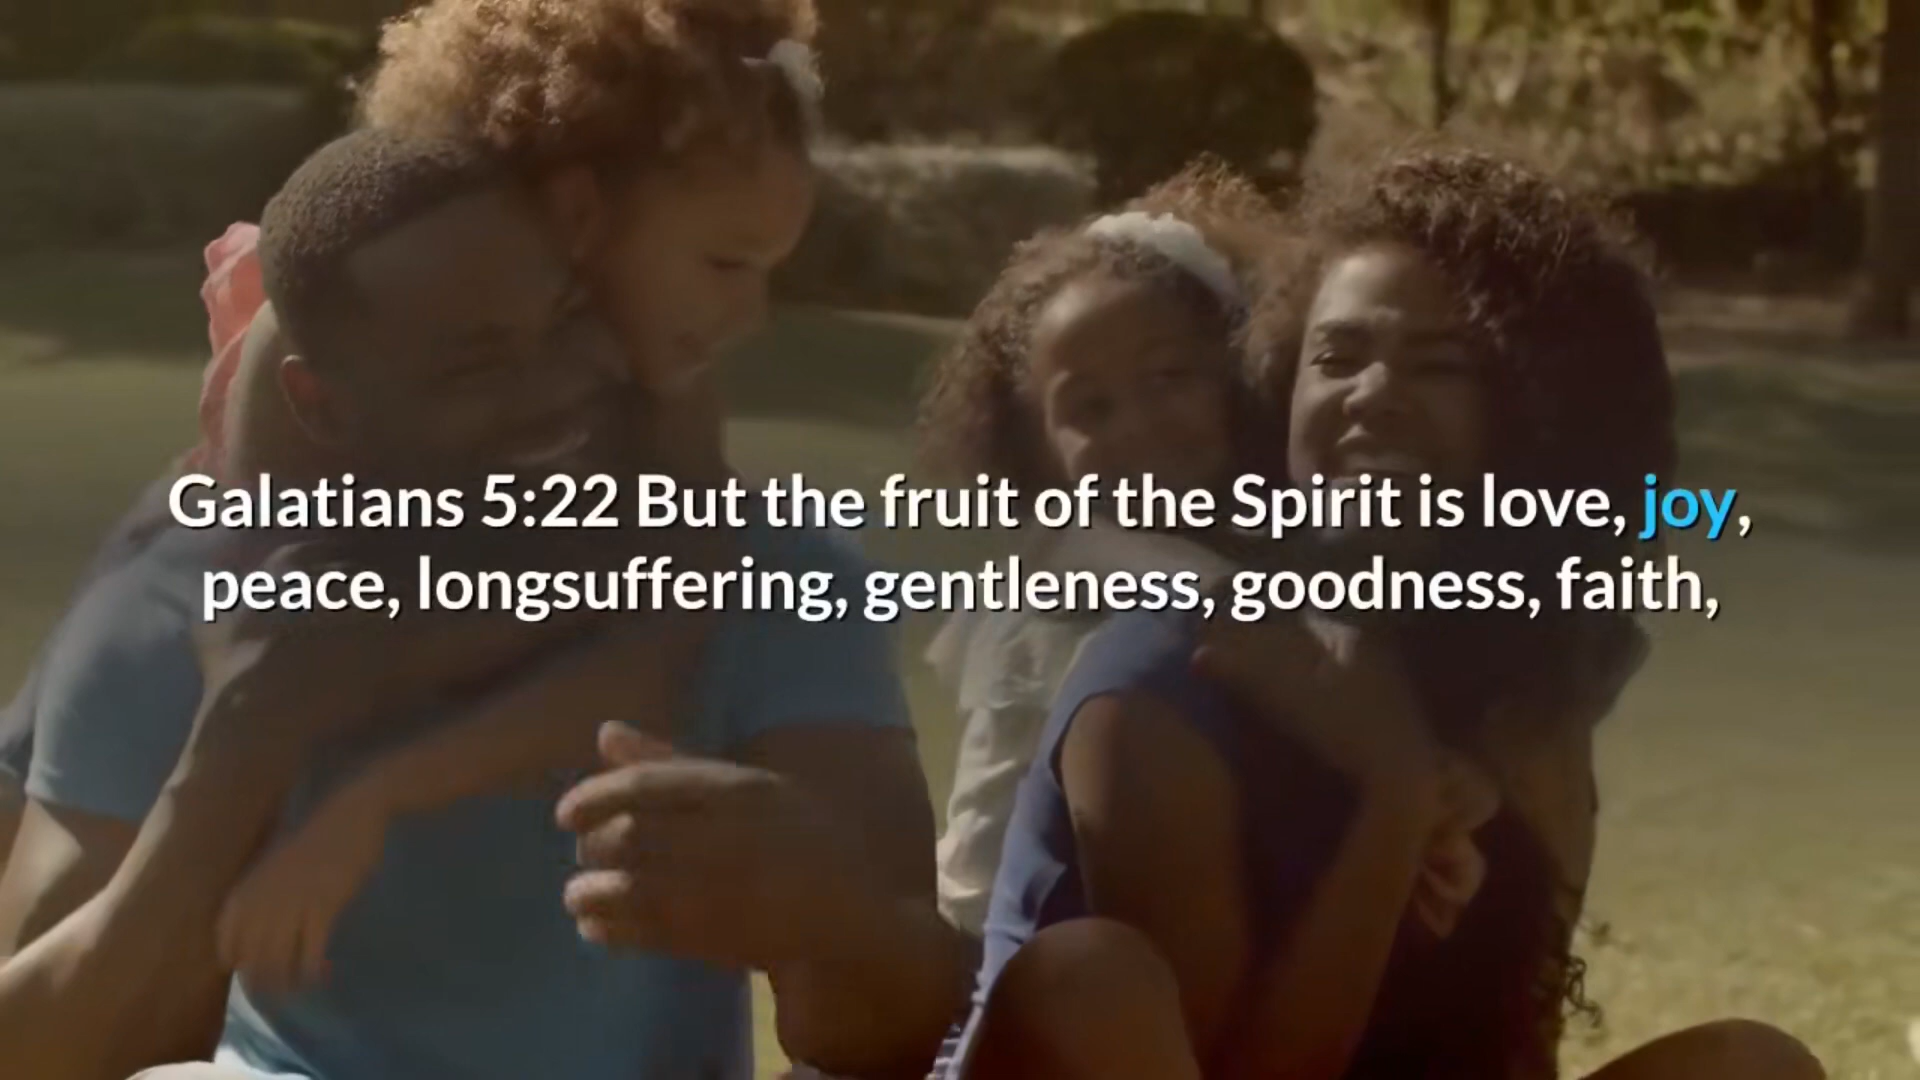 Galatians 5:22 But the fruit of the Spirit is love, joy,
peace, longsuffering, gentleness, goodness, faith,